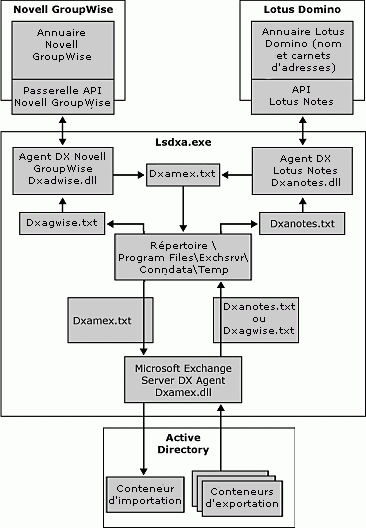 Novell GroupWise
Lotus Domino
Annuaire
Novell
GroupWise
Annuaire Lotus
Domino (nom
et carnets
d'adresses)
Passerelle API
Novell GroupWise
API
Lotus Notes
Lsdxa.exe
Agent DX Novell
GroupWise
Dxadwise.dll
Dxamex.txt
Agent DX
Lotus Notes
Dxanotes.dll
Dxagwise.txt
Dxanotes.txt
Répertoire \
Program Files\Exchsrvr\
Conndata\Temp
Dxamex.txt
Dxanotes.txt
ou
Dxagwise.txt
Microsoft Exchange
Server DX Agent
Dxamex.dll
Active
Directory
Conteneur
d'importation
Conteneurs
d'exportation